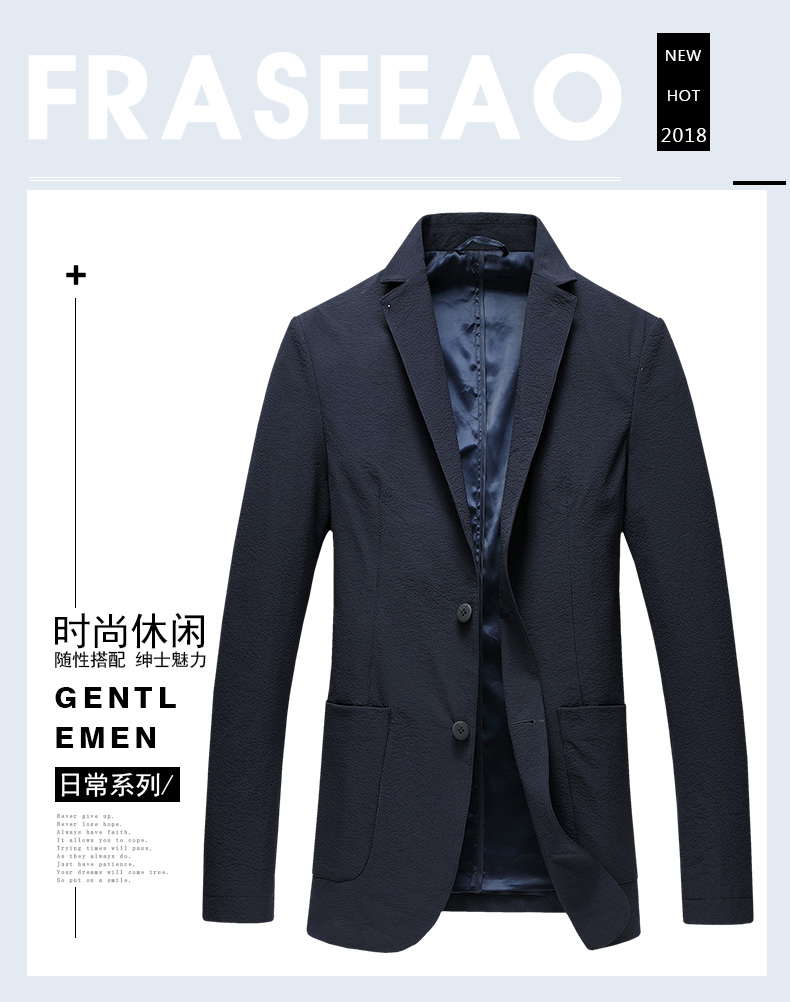 FRASEEAO
NEW
HOT
2018
时尚休闲
随性搭配 绅士魅力
GENTL
EMEN
日常系列/
Never give up,
Never lose hope.
Always have faith,
It allows you to cope.
Trying times will pass,
As they always do.
Just have patience,
Your dreams will come true.
So put on a smile,